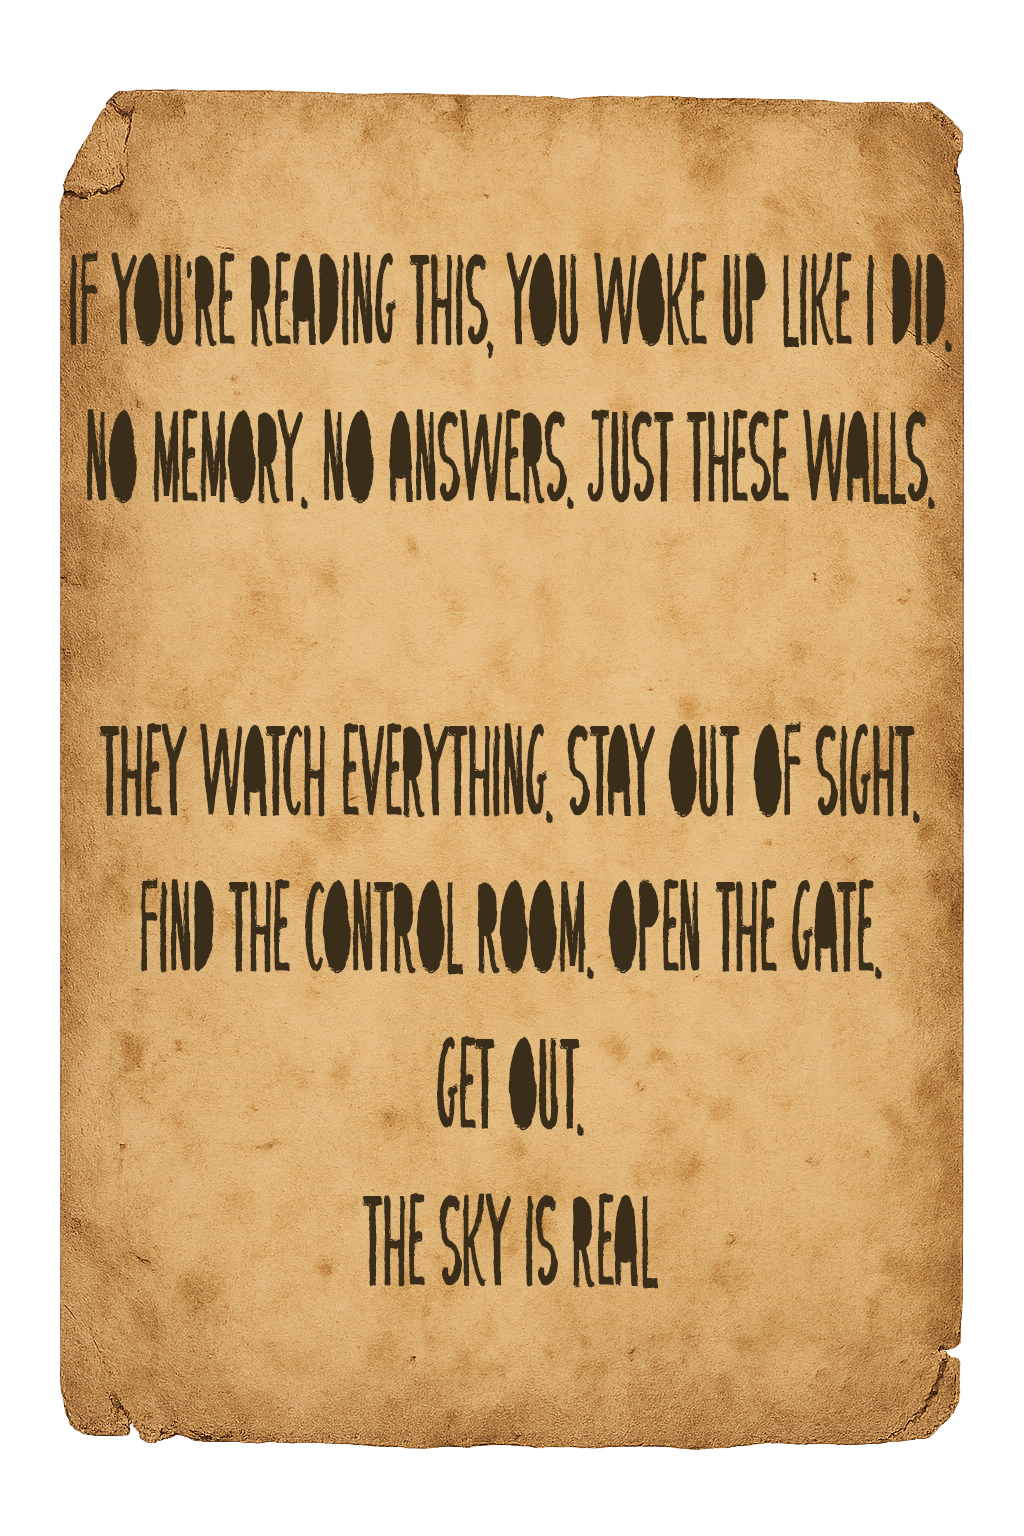 IF YOU'RE READING THIS, YOU WOKE UP LIKE I DID.
NO MEMORY. NO ANSWERS. JUST THESE WALLS.
THEY WATCH EVERYTHING. STAY OUT OF SIGHT.
FIND THE CONTROL ROOM. OPEN THE GATE.
GET OUT.
THE SKY IS REAL